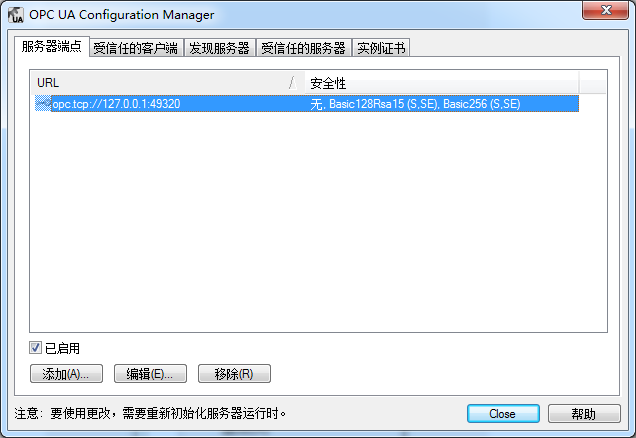 UA OPC UA Configuration Manager
服务器端点 受信任的客户端 发现服务器 受信任的服务器 实例证书
URL 安全性
opc.tcp://127.0.0.1:49320 无, Basic128Rsa15 (S,SE), Basic256 (S,SE)
已启用
添加(A)... 编辑(E)... 移除(R)
注意: 要使用更改，需要重新初始化服务器运行时。 Close 帮助